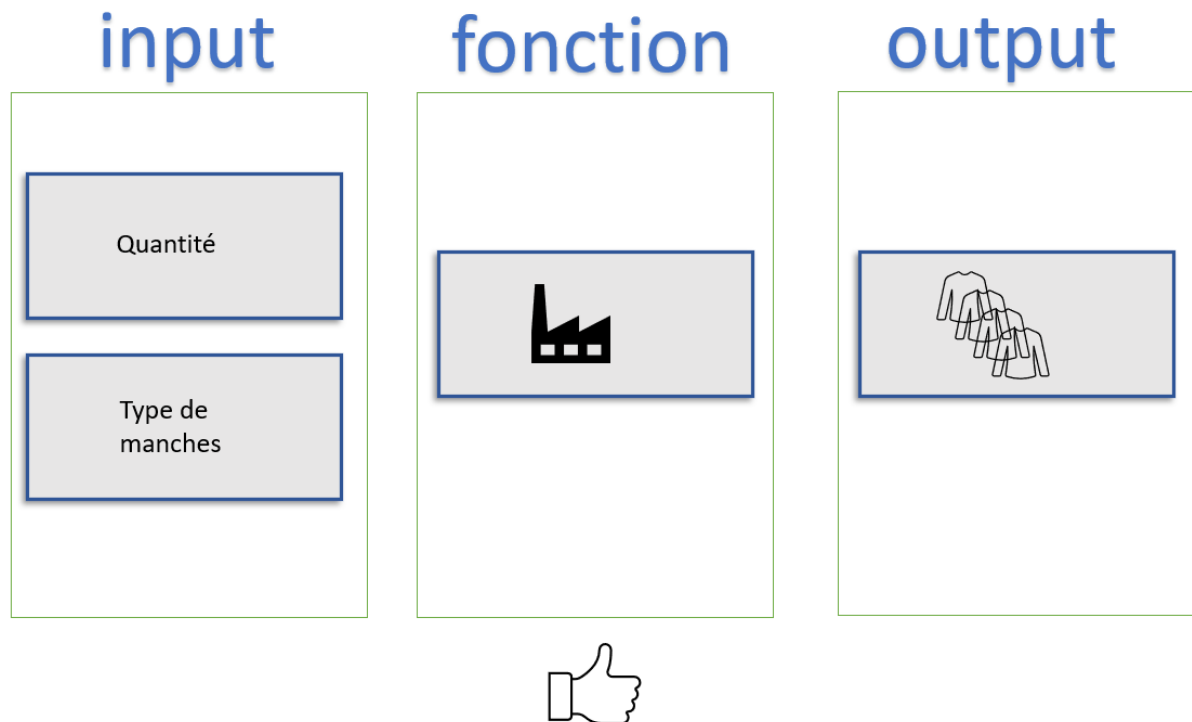 input
fonction
output
Quantité
Type de
manches